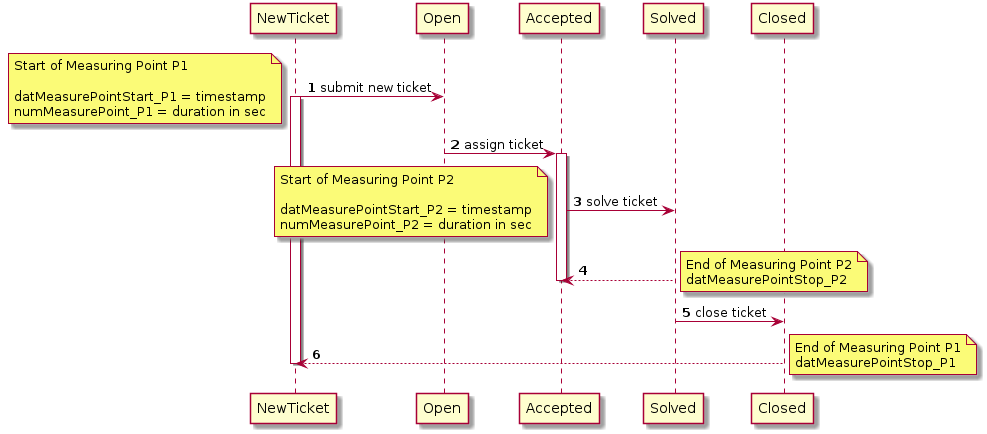 NewTicket
Open
Accepted
Solved
Closed
Start of Measuring Point P1
datMeasurePointStart_P1 = timestamp
numMeasurePoint_P1 = duration in sec
1 submit new ticket
2 assign ticket
Start of Measuring Point P2
datMeasurePointStart_P2 = timestamp
numMeasurePoint_P2 = duration in sec
3 solve ticket
4
End of Measuring Point P2
datMeasurePointStop_P2
5 close ticket
6
End of Measuring Point P1
datMeasurePointStop_P1
NewTicket
Open
Accepted
Solved
Closed